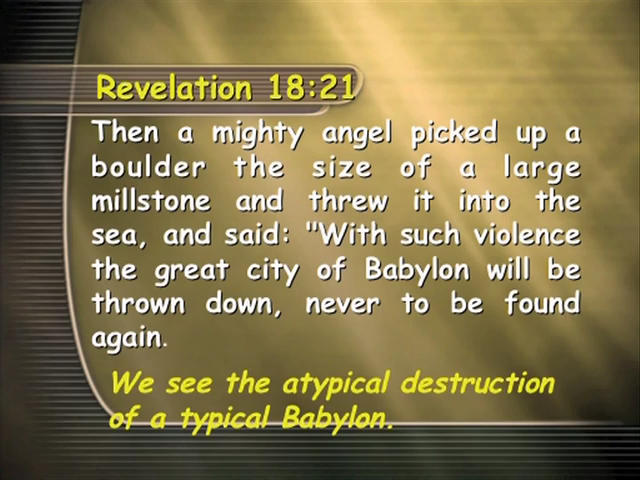 Revelation 18:21
Then a mighty angel picked up a
boulder the size of a large
millstone and threw it into the
sea, and said: "With such violence
the great city of Babylon will be
thrown down, never to be found
again.
We see the atypical destruction
of a typical Babylon.